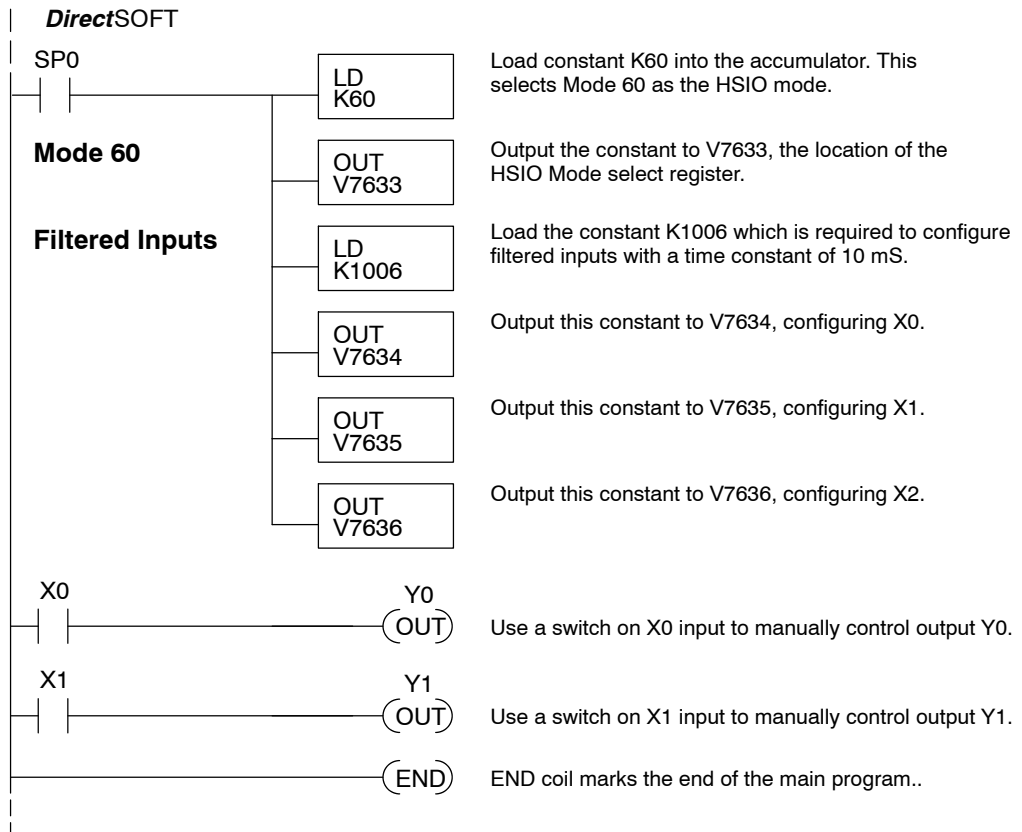 DirectSOFT
SP0
LD
K60
Load constant K60 into the accumulator. This
selects Mode 60 as the HSIO mode.
Mode 60
OUT
V7633
Output the constant to V7633, the location of the
HSIO Mode select register.
Filtered Inputs
LD
K1006
Load the constant K1006 which is required to configure
filtered inputs with a time constant of 10 mS.
OUT
V7634
Output this constant to V7634, configuring X0.
OUT
V7635
Output this constant to V7635, configuring X1.
OUT
V7636
Output this constant to V7636, configuring X2.
X0
Y0
OUT
Use a switch on X0 input to manually control output Y0.
X1
Y1
OUT
Use a switch on X1 input to manually control output Y1.
END
END coil marks the end of the main program..